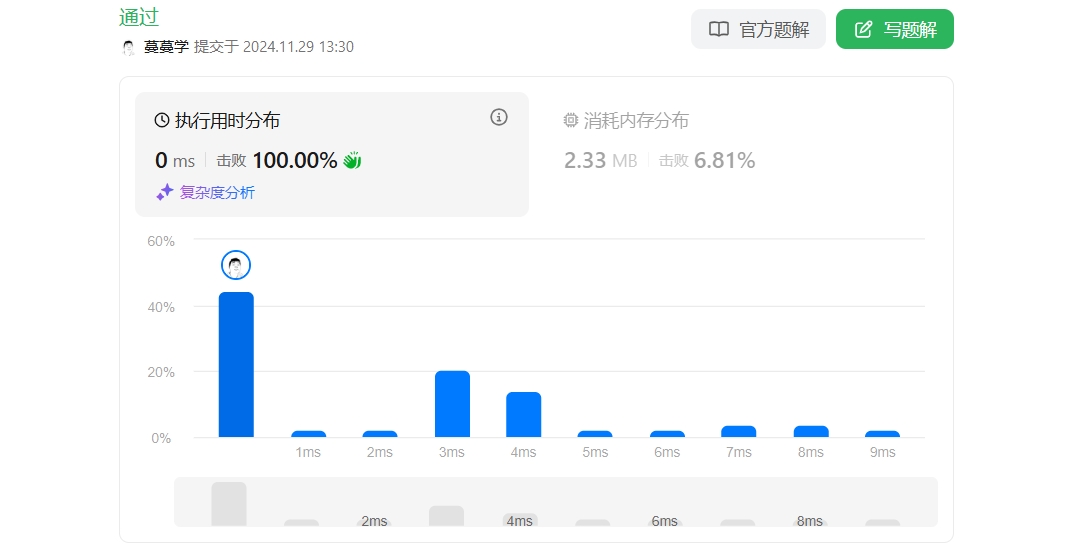 通过
官方题解
写题解
蟇蟇学 提交于 2024.11.29 13:30
执行用时分布
消耗内存分布
0 ms 击败 100.00%
2.33 MB 击败 6.81%
复杂度分析
60%
40%
20%
0%
1ms 2ms 3ms 4ms 5ms 6ms 7ms 8ms 9ms
2ms 4ms 6ms 8ms